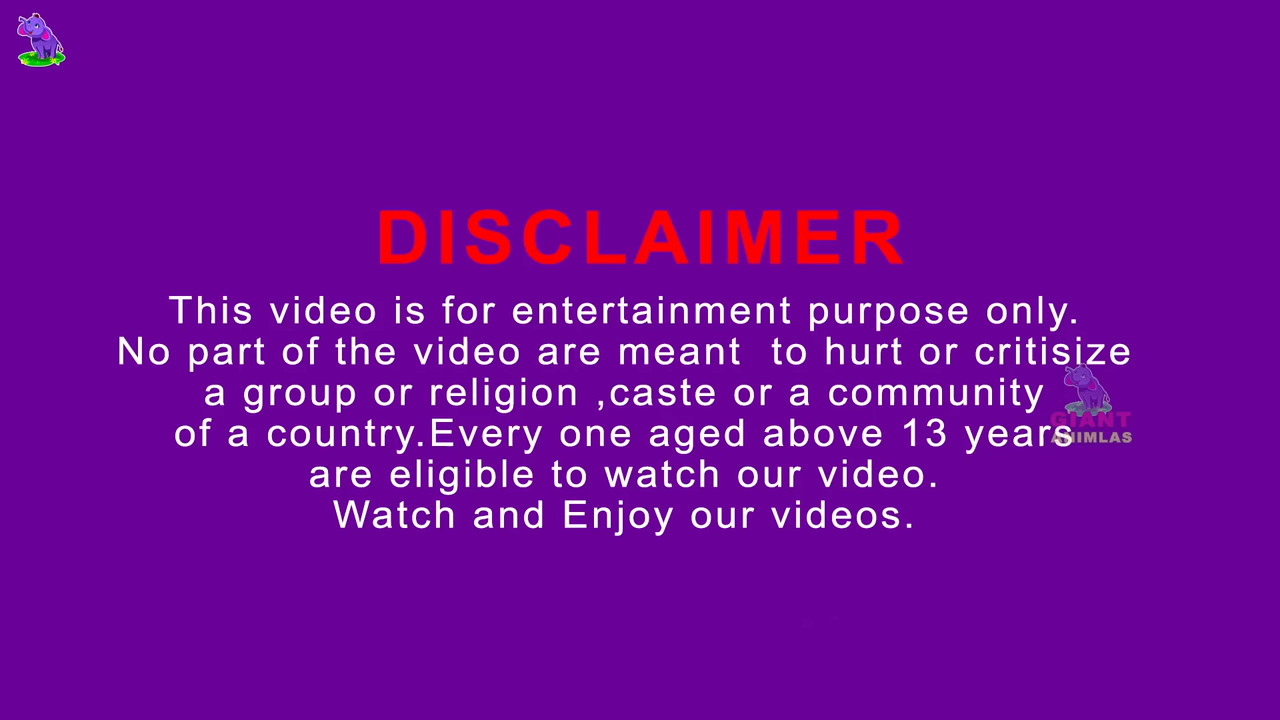 DISCLAIMER
This video is for entertainment purpose only.
No part of the video are meant  to hurt or critisize
a group or religion ,caste or a community
of a country.Every one aged above 13 years
are eligible to watch our video.
Watch and Enjoy our videos.
GIANT
ANIMLAS